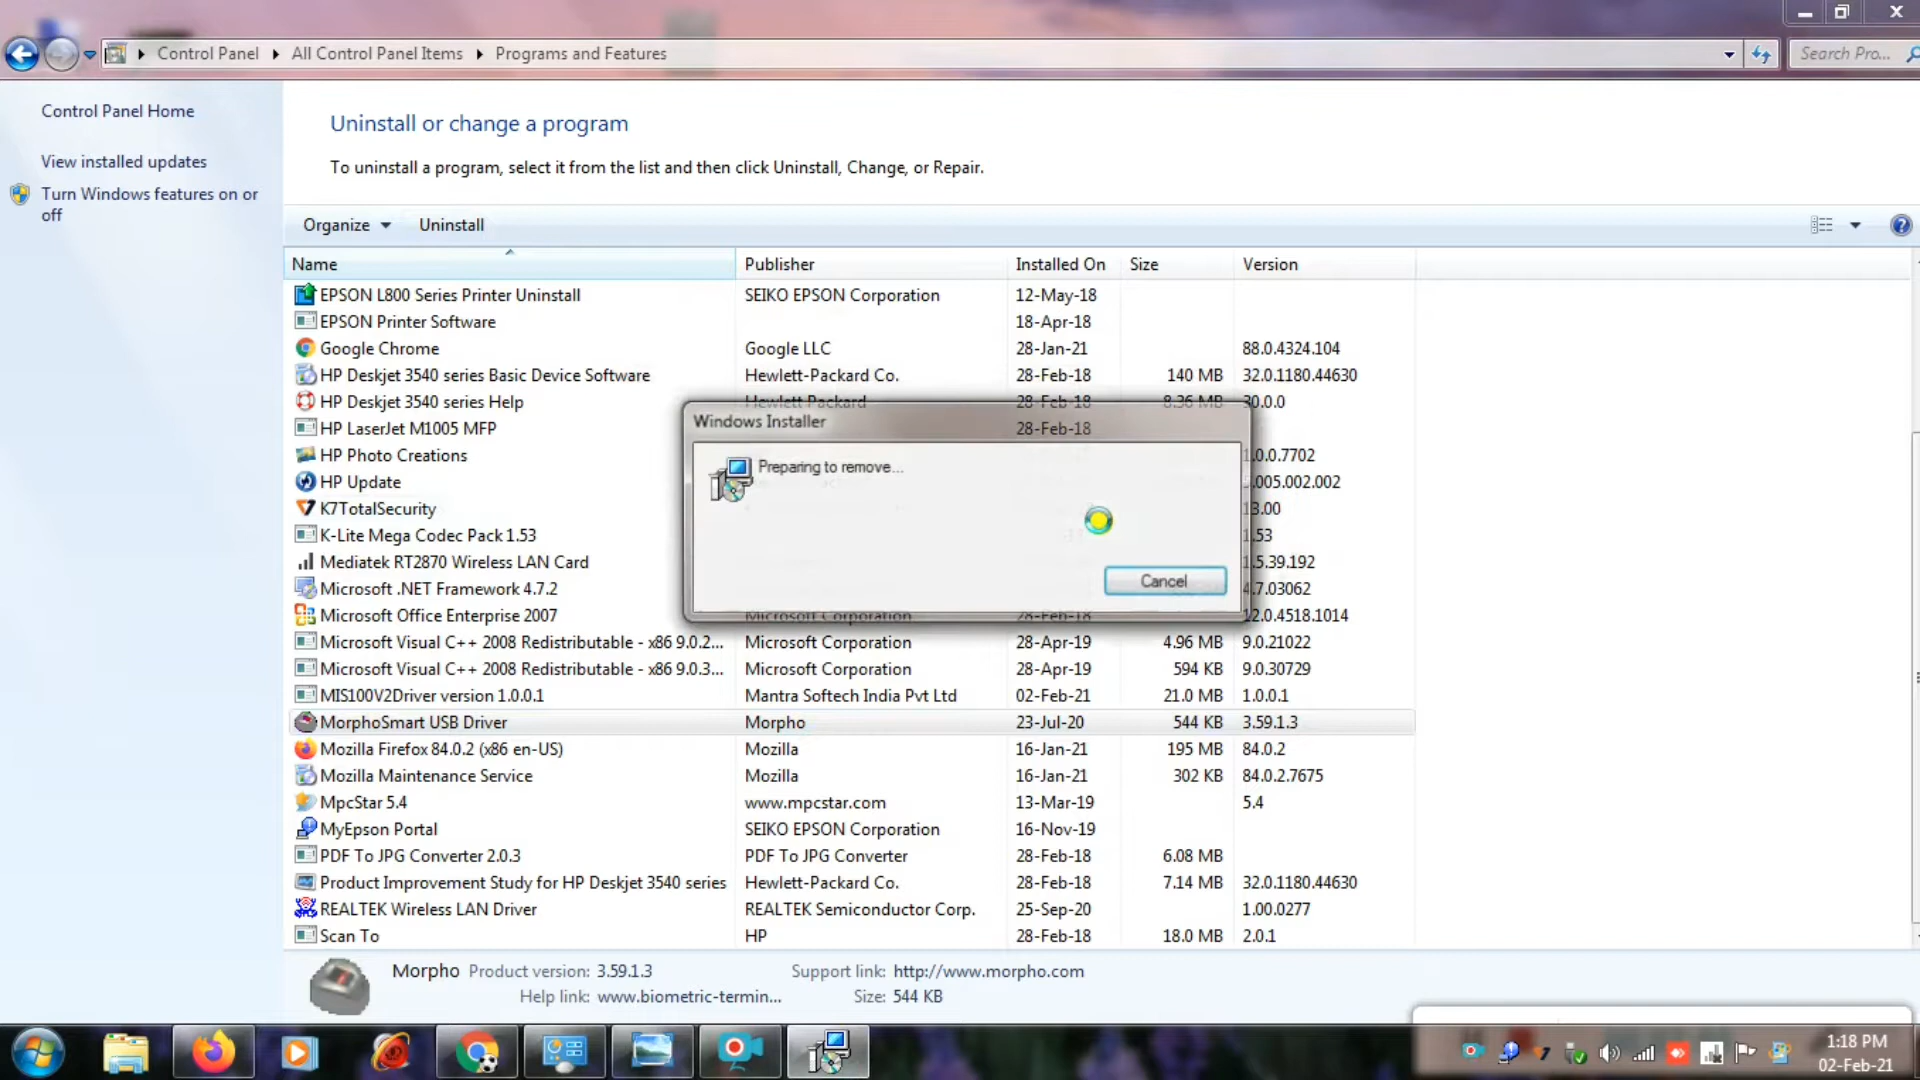 Control Panel ▸ All Control Panel Items ▸ Programs and Features
Search Pro...
Control Panel Home
View installed updates
Turn Windows features on or
off
Uninstall or change a program
To uninstall a program, select it from the list and then click Uninstall, Change, or Repair.
Organize Uninstall
Name Publisher Installed On Size Version
EPSON L800 Series Printer Uninstall SEIKO EPSON Corporation 12-May-18
EPSON Printer Software 18-Apr-18
Google Chrome Google LLC 28-Jan-21 88.0.4324.104
HP Deskjet 3540 series Basic Device Software Hewlett-Packard Co. 28-Feb-18 140 MB 32.0.1180.44630
HP Deskjet 3540 series Help Hewlett Packard 28-Feb-18 8.36 MB 30.0.0
HP LaserJet M1005 MFP 28-Feb-18
HP Photo Creations .0.0.7702
HP Update .005.002.002
K7TotalSecurity 13.00
K-Lite Mega Codec Pack 1.53 .53
Mediatek RT2870 Wireless LAN Card .5.39.192
Microsoft .NET Framework 4.7.2 4.7.03062
Microsoft Office Enterprise 2007 Microsoft Corporation 28-Feb-18 12.0.4518.1014
Microsoft Visual C++ 2008 Redistributable - x86 9.0.2... Microsoft Corporation 28-Apr-19 4.96 MB 9.0.21022
Microsoft Visual C++ 2008 Redistributable - x86 9.0.3... Microsoft Corporation 28-Apr-19 594 KB 9.0.30729
MIS100V2Driver version 1.0.0.1 Mantra Softech India Pvt Ltd 02-Feb-21 21.0 MB 1.0.0.1
MorphoSmart USB Driver Morpho 23-Jul-20 544 KB 3.59.1.3
Mozilla Firefox 84.0.2 (x86 en-US) Mozilla 16-Jan-21 195 MB 84.0.2
Mozilla Maintenance Service Mozilla 16-Jan-21 302 KB 84.0.2.7675
MpcStar 5.4 www.mpcstar.com 13-Mar-19 5.4
MyEpson Portal SEIKO EPSON Corporation 16-Nov-19
PDF To JPG Converter 2.0.3 PDF To JPG Converter 28-Feb-18 6.08 MB
Product Improvement Study for HP Deskjet 3540 series Hewlett-Packard Co. 28-Feb-18 7.14 MB 32.0.1180.44630
REALTEK Wireless LAN Driver REALTEK Semiconductor Corp. 25-Sep-20 1.00.0277
Scan To HP 28-Feb-18 18.0 MB 2.0.1
Windows Installer
Preparing to remove...
Cancel
Morpho Product version: 3.59.1.3 Support link: http://www.morpho.com
Help link: www.biometric-termin... Size: 544 KB
1:18 PM
02-Feb-21